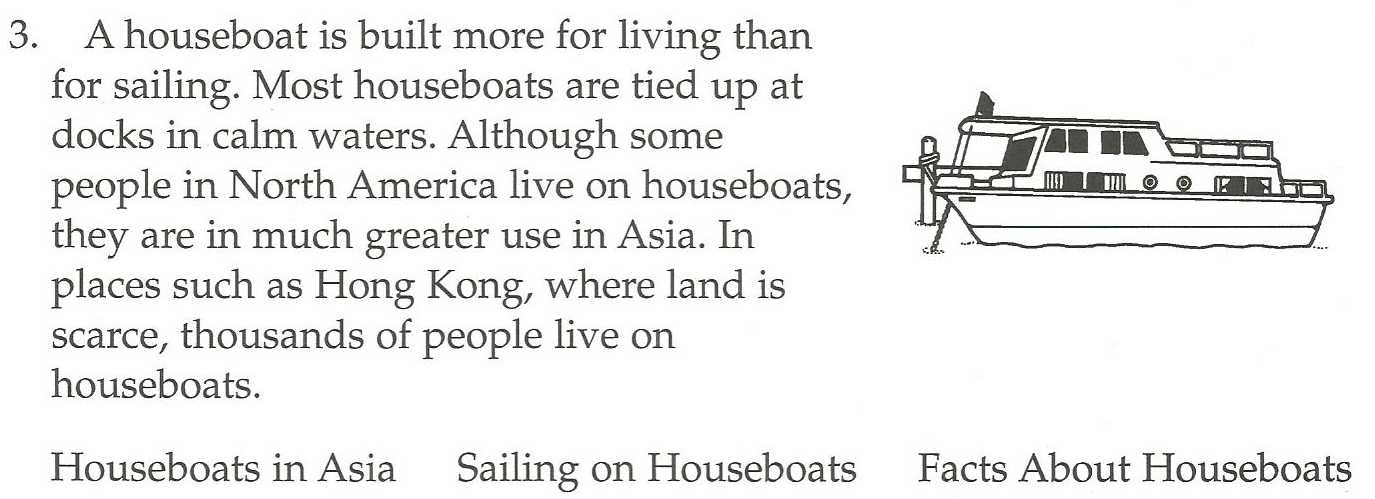 3. A houseboat is built more for living than
for sailing. Most houseboats are tied up at
docks in calm waters. Although some
people in North America live on houseboats,
they are in much greater use in Asia. In
places such as Hong Kong, where land is
scarce, thousands of people live on
houseboats.
Houseboats in Asia Sailing on Houseboats Facts About Houseboats